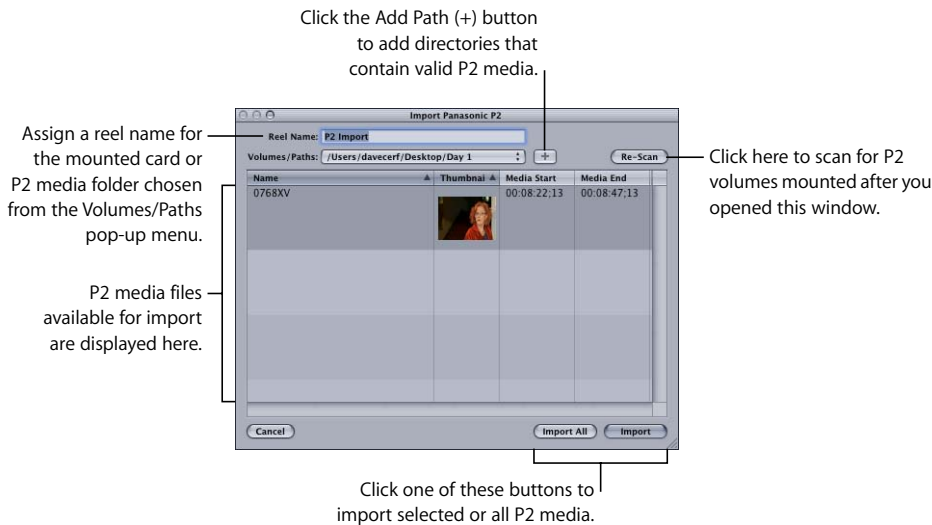 Click the Add Path (+) button
to add directories that
contain valid P2 media.
Import Panasonic P2
Assign a reel name for
the mounted card or
P2 media folder chosen
from the Volumes/Paths
pop-up menu.
Reel Name: P2 Import
Volumes/Paths: /Users/davecerf/Desktop/Day 1 + Re-Scan
Click here to scan for P2
volumes mounted after you
opened this window.
Name Thumbnai Media Start Media End
0768XV 00:08:22;13 00:08:47;13
P2 media files
available for import
are displayed here.
Cancel Import All Import
Click one of these buttons to
import selected or all P2 media.